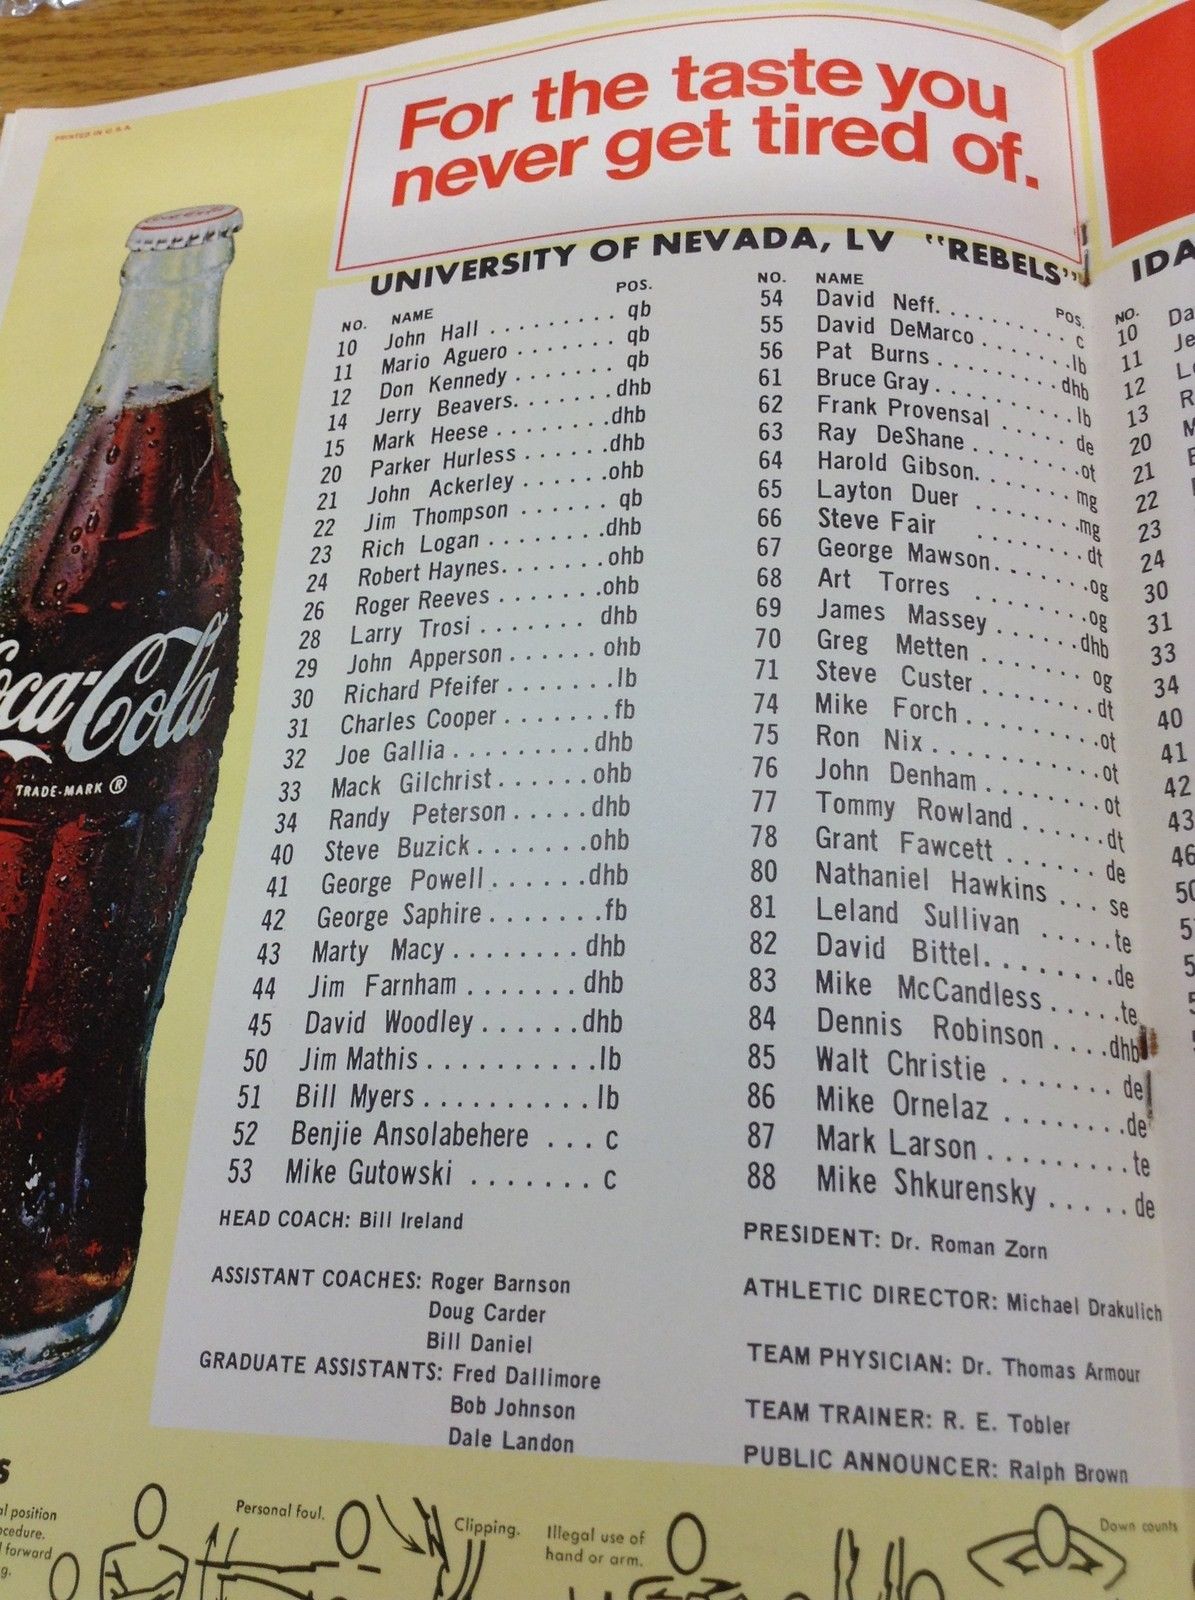 PRINTED IN U.S.A.
For the taste you
never get tired of.
UNIVERSITY OF NEVADA, LV "REBELS"
NO. NAME POS.
10 John Hall . . . . . . . . . qb
11 Mario Aguero . . . . . . . qb
12 Don Kennedy . . . . . . . qb
14 Jerry Beavers. . . . . . . . dhb
15 Mark Heese . . . . . . . . .dhb
20 Parker Hurless . . . . . . .dhb
21 John Ackerley . . . . . . .ohb
22 Jim Thompson . . . . . . qb
23 Rich Logan . . . . . . . . .dhb
24 Robert Haynes. . . . . . . ohb
26 Roger Reeves . . . . . . .ohb
28 Larry Trosi . . . . . . . dhb
29 John Apperson . . . . . . ohb
30 Richard Pfeifer . . . . . . .lb
31 Charles Cooper . . . . . . .fb
32 Joe Gallia . . . . . . . . .dhb
33 Mack Gilchrist . . . . . . ohb
34 Randy Peterson . . . . . dhb
40 Steve Buzick . . . . . . . .ohb
41 George Powell . . . . . . dhb
42 George Saphire . . . . . . .fb
43 Marty Macy . . . . . . . . dhb
44 Jim Farnham . . . . . . . dhb
45 David Woodley . . . . . . dhb
50 Jim Mathis . . . . . . . . . .lb
51 Bill Myers . . . . . . . . . . lb
52 Benjie Ansolabehere . . . c
53 Mike Gutowski . . . . . . . c
NO. NAME POS.
54 David Neff. . . . . . . . . . c
55 David DeMarco . . . . . . .lb
56 Pat Burns . . . . . . . . . dhb
61 Bruce Gray . . . . . . . . . .lb
62 Frank Provensal . . . . . de
63 Ray DeShane . . . . . . . .ot
64 Harold Gibson. . . . . . . mg
65 Layton Duer . . . . . . . .mg
66 Steve Fair . . . . . . . . dt
67 George Mawson. . . . . . .og
68 Art Torres . . . . . . . . .og
69 James Massey . . . . . . .dhb
70 Greg Metten . . . . . . . og
71 Steve Custer . . . . . . . .dt
74 Mike Forch . . . . . . . . .ot
75 Ron Nix . . . . . . . . . . .ot
76 John Denham . . . . . . . . ot
77 Tommy Rowland . . . . . .dt
78 Grant Fawcett . . . . . . . de
80 Nathaniel Hawkins . . . se
81 Leland Sullivan . . . . .te
82 David Bittel. . . . . . . .de
83 Mike McCandless . . . . . .te
84 Dennis Robinson . . . .dhb
85 Walt Christie . . . . . . . de
86 Mike Ornelaz . . . . . . . .de
87 Mark Larson . . . . . . . . .te
88 Mike Shkurensky . . . . . de
HEAD COACH: Bill Ireland
ASSISTANT COACHES: Roger Barnson
Doug Carder
Bill Daniel
GRADUATE ASSISTANTS: Fred Dallimore
Bob Johnson
Dale Landon
PRESIDENT: Dr. Roman Zorn
ATHLETIC DIRECTOR: Michael Drakulich
TEAM PHYSICIAN: Dr. Thomas Armour
TEAM TRAINER: R. E. Tobler
PUBLIC ANNOUNCER: Ralph Brown
Coca-Cola
TRADE-MARK ®
IDA
NO.
10 Da
11 Je
12
13 R
20
21
22
23
24
30
31
33
34
40
41
42
43
46
position
forward
Personal foul.
Clipping.
Illegal use of
hand or arm.
Down counts